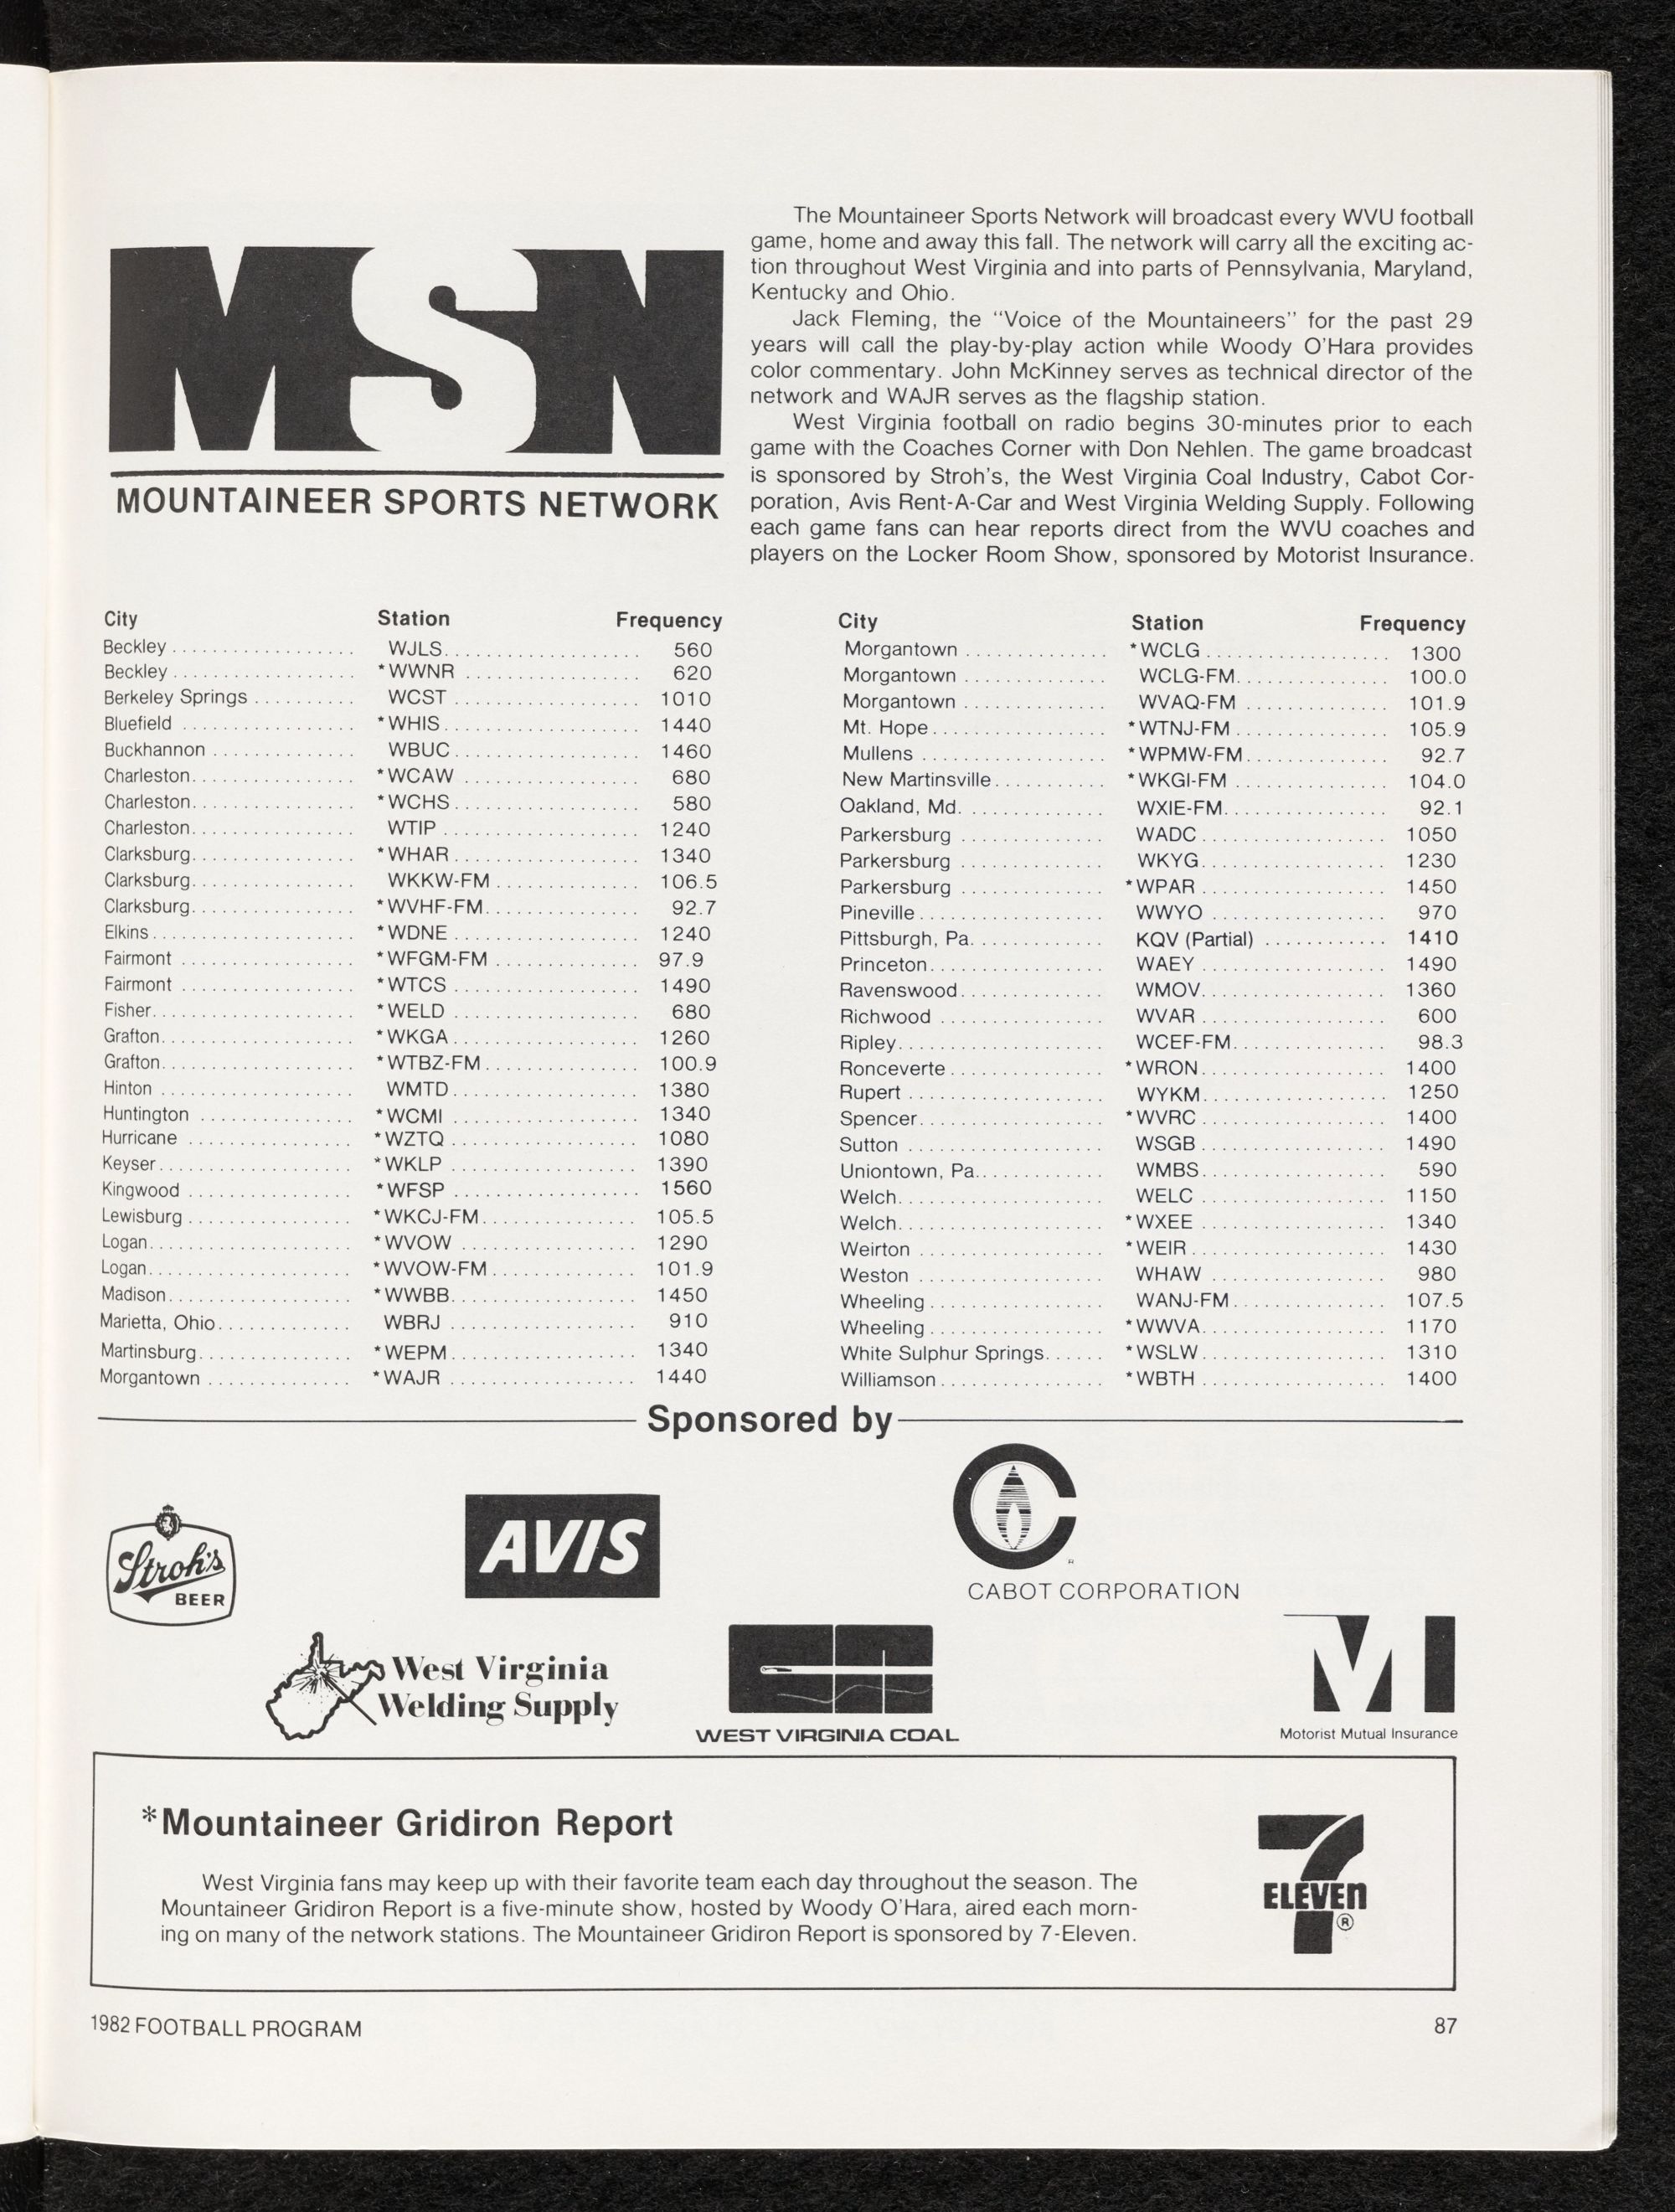 MSN
MOUNTAINEER SPORTS NETWORK
The Mountaineer Sports Network will broadcast every WVU football
game, home and away this fall. The network will carry all the exciting ac-
tion throughout West Virginia and into parts of Pennsylvania, Maryland,
Kentucky and Ohio.
Jack Fleming, the "Voice of the Mountaineers" for the past 29
years will call the play-by-play action while Woody O'Hara provides
color commentary. John McKinney serves as technical director of the
network and WAJR serves as the flagship station.
West Virginia football on radio begins 30-minutes prior to each
game with the Coaches Corner with Don Nehlen. The game broadcast
is sponsored by Stroh's, the West Virginia Coal Industry, Cabot Cor-
poration, Avis Rent-A-Car and West Virginia Welding Supply. Following
each game fans can hear reports direct from the WVU coaches and
players on the Locker Room Show, sponsored by Motorist Insurance.
City Station Frequency
Beckley . . . . . . . . WJLS . . . . . . . . 560
Beckley . . . . . . . . *WWNR . . . . . . . . 620
Berkeley Springs . . . . . . . . WCST . . . . . . . . 1010
Bluefield . . . . . . . . *WHIS . . . . . . . . 1440
Buckhannon . . . . . . . . WBUC . . . . . . . . 1460
Charleston . . . . . . . . *WCAW . . . . . . . . 680
Charleston . . . . . . . . *WCHS . . . . . . . . 580
Charleston . . . . . . . . WTIP . . . . . . . . 1240
Clarksburg . . . . . . . . *WHAR . . . . . . . . 1340
Clarksburg . . . . . . . . WKKW-FM . . . . . . . . 106.5
Clarksburg . . . . . . . . *WVHF-FM . . . . . . . . 92.7
Elkins . . . . . . . . *WDNE . . . . . . . . 1240
Fairmont . . . . . . . . *WFGM-FM . . . . . . . . 97.9
Fairmont . . . . . . . . *WTCS . . . . . . . . 1490
Fisher . . . . . . . . *WELD . . . . . . . . 680
Grafton . . . . . . . . *WKGA . . . . . . . . 1260
Grafton . . . . . . . . *WTBZ-FM . . . . . . . . 100.9
Hinton . . . . . . . . WMTD . . . . . . . . 1380
Huntington . . . . . . . . *WCMI . . . . . . . . 1340
Hurricane . . . . . . . . *WZTQ . . . . . . . . 1080
Keyser . . . . . . . . *WKLP . . . . . . . . 1390
Kingwood . . . . . . . . *WFSP . . . . . . . . 1560
Lewisburg . . . . . . . . *WKCJ-FM . . . . . . . . 105.5
Logan . . . . . . . . *WVOW . . . . . . . . 1290
Logan . . . . . . . . *WVOW-FM . . . . . . . . 101.9
Madison . . . . . . . . *WWBB . . . . . . . . 1450
Marietta, Ohio . . . . . . . . WBRJ . . . . . . . . 910
Martinsburg . . . . . . . . *WEPM . . . . . . . . 1340
Morgantown . . . . . . . . *WAJR . . . . . . . . 1440
City Station Frequency
Morgantown . . . . . . . . *WCLG . . . . . . . . 1300
Morgantown . . . . . . . . WCLG-FM . . . . . . . . 100.0
Morgantown . . . . . . . . WVAQ-FM . . . . . . . . 101.9
Mt. Hope . . . . . . . . *WTNJ-FM . . . . . . . . 105.9
Mullens . . . . . . . . *WPMW-FM . . . . . . . . 92.7
New Martinsville . . . . . . . . *WKGI-FM . . . . . . . . 104.0
Oakland, Md. . . . . . . . . WXIE-FM . . . . . . . . 92.1
Parkersburg . . . . . . . . WADC . . . . . . . . 1050
Parkersburg . . . . . . . . WKYG . . . . . . . . 1230
Parkersburg . . . . . . . . *WPAR . . . . . . . . 1450
Pineville . . . . . . . . WWYO . . . . . . . . 970
Pittsburgh, Pa. . . . . . . . . KQV (Partial) . . . . . . . . 1410
Princeton . . . . . . . . WAEY . . . . . . . . 1490
Ravenswood . . . . . . . . WMOV . . . . . . . . 1360
Richwood . . . . . . . . WVAR . . . . . . . . 600
Ripley . . . . . . . . WCEF-FM . . . . . . . . 98.3
Ronceverte . . . . . . . . *WRON . . . . . . . . 1400
Rupert . . . . . . . . WYKM . . . . . . . . 1250
Spencer . . . . . . . . *WVRC . . . . . . . . 1400
Sutton . . . . . . . . WSGB . . . . . . . . 1490
Uniontown, Pa. . . . . . . . . WMBS . . . . . . . . 590
Welch . . . . . . . . WELC . . . . . . . . 1150
Welch . . . . . . . . *WXEE . . . . . . . . 1340
Weirton . . . . . . . . *WEIR . . . . . . . . 1430
Weston . . . . . . . . WHAW . . . . . . . . 980
Wheeling . . . . . . . . WANJ-FM . . . . . . . . 107.5
Wheeling . . . . . . . . *WWVA . . . . . . . . 1170
White Sulphur Springs . . . . . . *WSLW . . . . . . . . 1310
Williamson . . . . . . . . *WBTH . . . . . . . . 1400
Sponsored by
Stroh's
BEER
AVIS
CABOT CORPORATION
West Virginia
Welding Supply
WEST VIRGINIA COAL
MI
Motorist Mutual Insurance
*Mountaineer Gridiron Report
West Virginia fans may keep up with their favorite team each day throughout the season. The
Mountaineer Gridiron Report is a five-minute show, hosted by Woody O'Hara, aired each morn-
ing on many of the network stations. The Mountaineer Gridiron Report is sponsored by 7-Eleven.
7
ELEVEn
®
1982 FOOTBALL PROGRAM
87